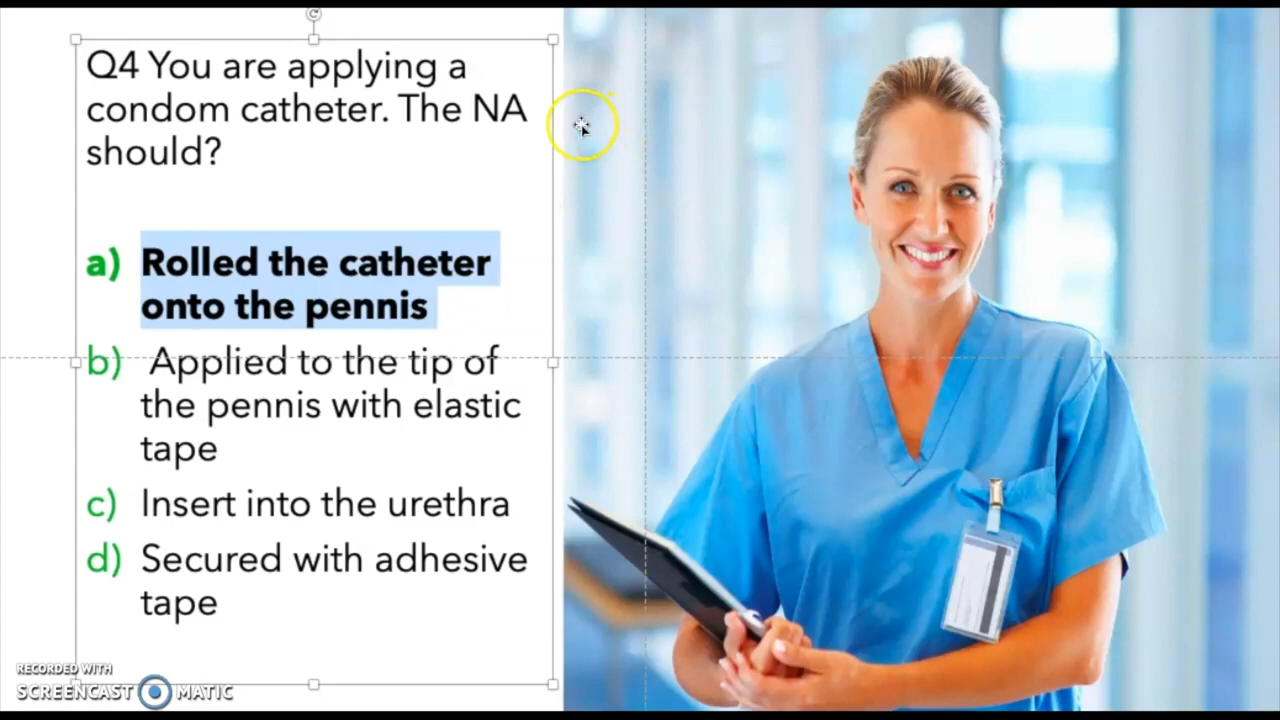 Q4 You are applying a
condom catheter. The NA
should?
a) Rolled the catheter
onto the pennis
b) Applied to the tip of
the pennis with elastic
tape
c) Insert into the urethra
d) Secured with adhesive
tape
RECORDED WITH
SCREENCAST MATIC